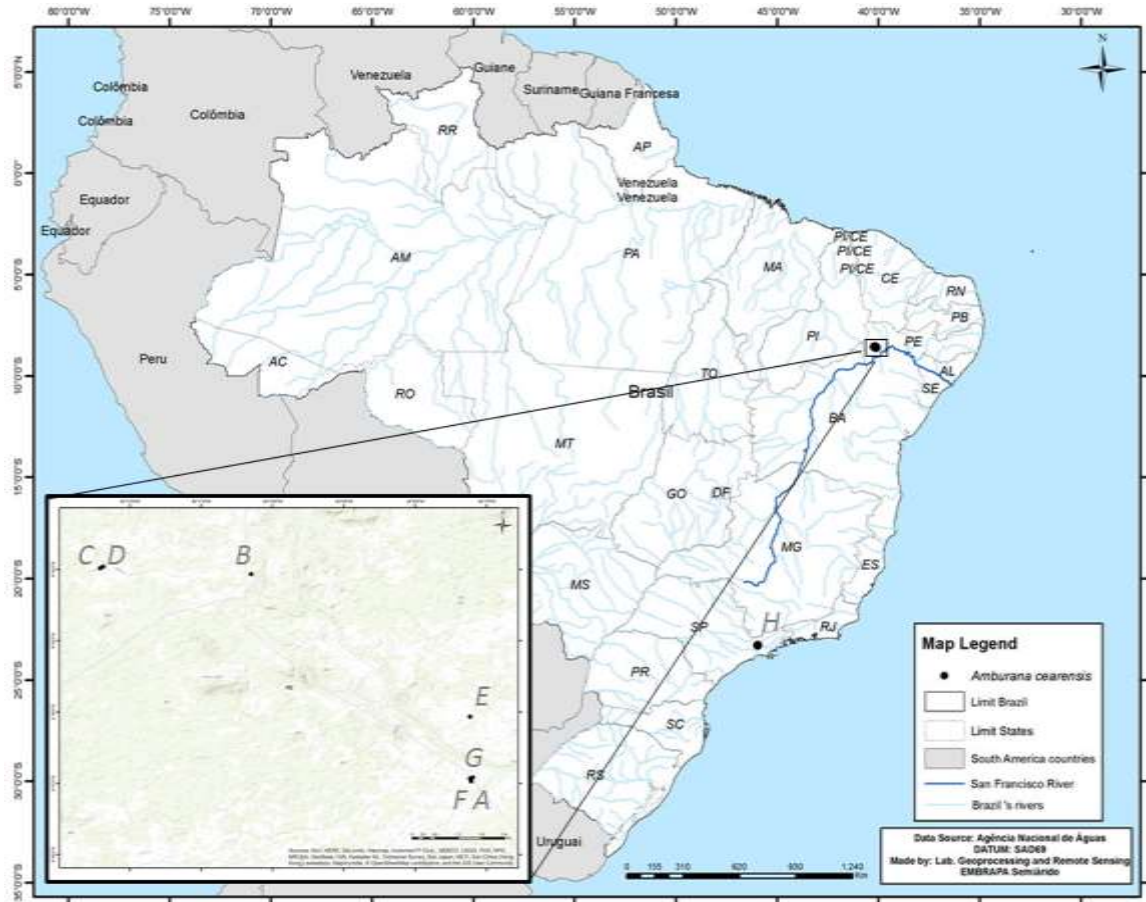 80°0'0"W 75°0'0"W 70°0'0"W 65°0'0"W 60°0'0"W 55°0'0"W 50°0'0"W 45°0'0"W 40°0'0"W 35°0'0"W 30°0'0"W
N
5°0'0"N
0°0'0"
5°0'0"S
10°0'0"S
15°0'0"S
20°0'0"S
25°0'0"S
30°0'0"S
35°0'0"S
Venezuela
Guiane
Suriname
Guiana Francesa
Colômbia
Colômbia
Colômbia
RR
AP
Equador
Venezuela
Venezuela
Equador
AM
PA
MA
PI/CE
PI/CE
PI/CE
CE
RN
PB
PI
PE
Peru
AC
RO
TO
Brasil
AL
SE
BA
MT
GO
DF
MG
ES
MS
SP
H
RJ
PR
SC
RS
Uruguai
C D
B
E
G
F A
Map Legend
Amburana cearensis
Limit Brazil
Limit States
South America countries
San Francisco River
Brazil 's rivers
Data Source: Agência Nacional de Águas
DATUM: SAD69
Made by: Lab. Geoprocessing and Remote Sensing
EMBRAPA Semiárido
0 155 310 620 930 1.240
Km